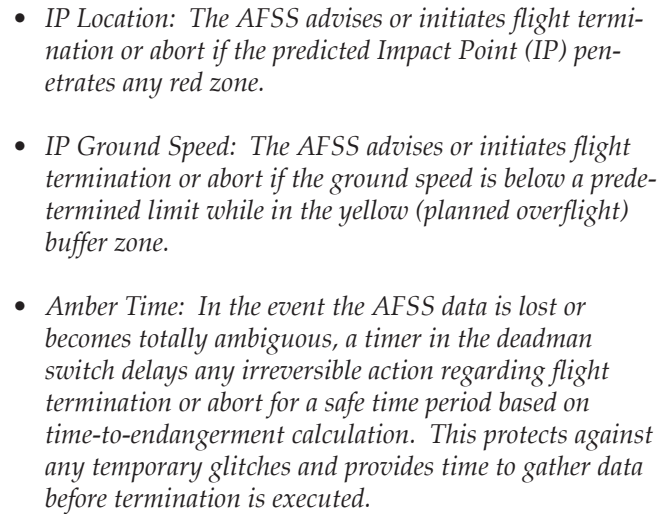 • IP Location:  The AFSS advises or initiates flight termi-
nation or abort if the predicted Impact Point (IP) pen-
etrates any red zone.
• IP Ground Speed:  The AFSS advises or initiates flight
termination or abort if the ground speed is below a prede-
termined limit while in the yellow (planned overflight)
buffer zone.
• Amber Time:  In the event the AFSS data is lost or
becomes totally ambiguous, a timer in the deadman
switch delays any irreversible action regarding flight
termination or abort for a safe time period based on
time-to-endangerment calculation.  This protects against
any temporary glitches and provides time to gather data
before termination is executed.